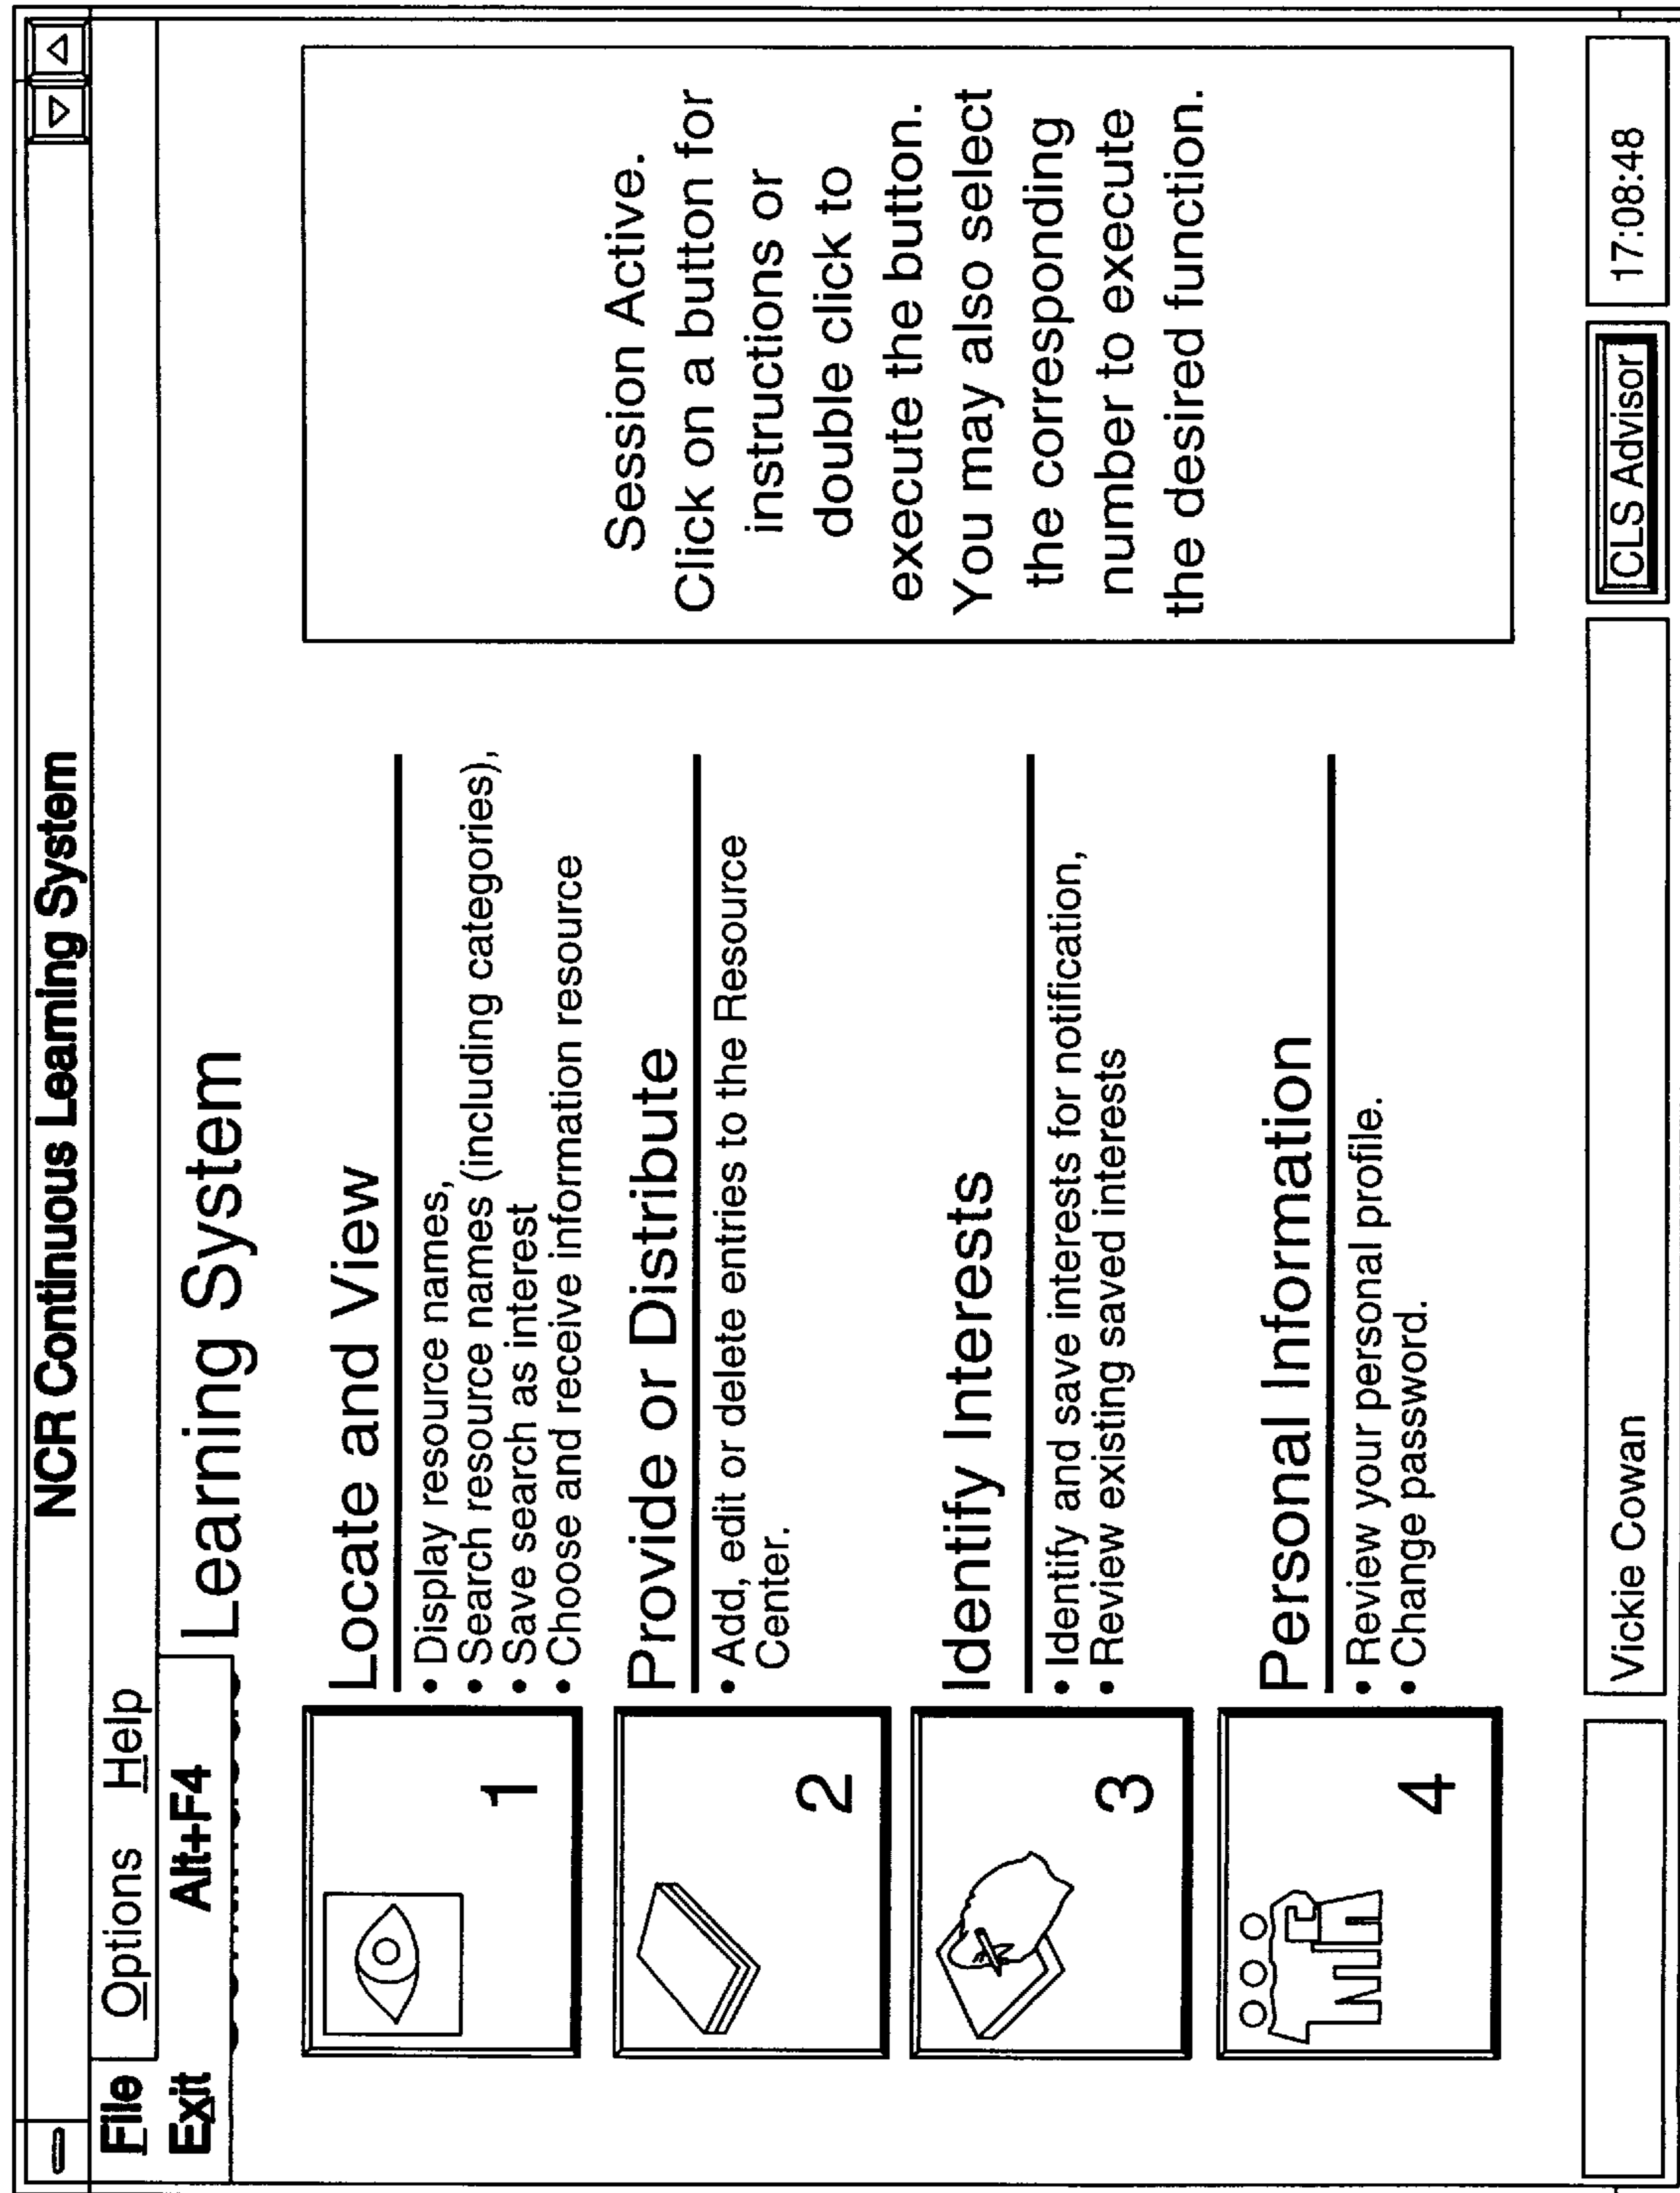 NCR Continuous Learning System
File Options Help
Exit Alt+F4
Learning System
1
Locate and View
• Display resource names,
• Search resource names (including categories),
• Save search as interest
• Choose and receive information resource
2
Provide or Distribute
• Add, edit or delete entries to the Resource
Center.
3
Identify Interests
• Identify and save interests for notification,
• Review existing saved interests
4
Personal Information
• Review your personal profile.
• Change password.
Session Active.
Click on a button for
instructions or
double click to
execute the button.
You may also select
the corresponding
number to execute
the desired function.
Vickie Cowan
CLS Advisor
17:08:48